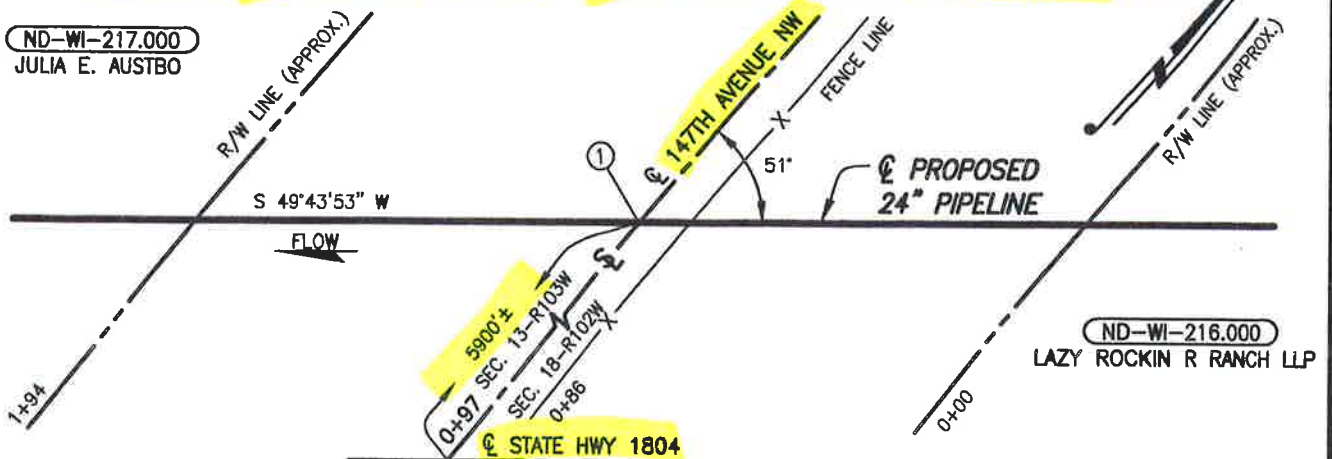 ND-WI-217.000
JULIA E. AUSTBO
R/W LINE (APPROX.)
℄ 147TH AVENUE NW
FENCE LINE
R/W LINE (APPROX.)
1
51°
℄ PROPOSED
24" PIPELINE
S 49°43'53" W
FLOW
5900'±
SEC. 13-R103W
SEC. 18-R102W
ND-WI-216.000
LAZY ROCKIN R RANCH LLP
1+94
0+97
0+86
0+00
℄ STATE HWY 1804